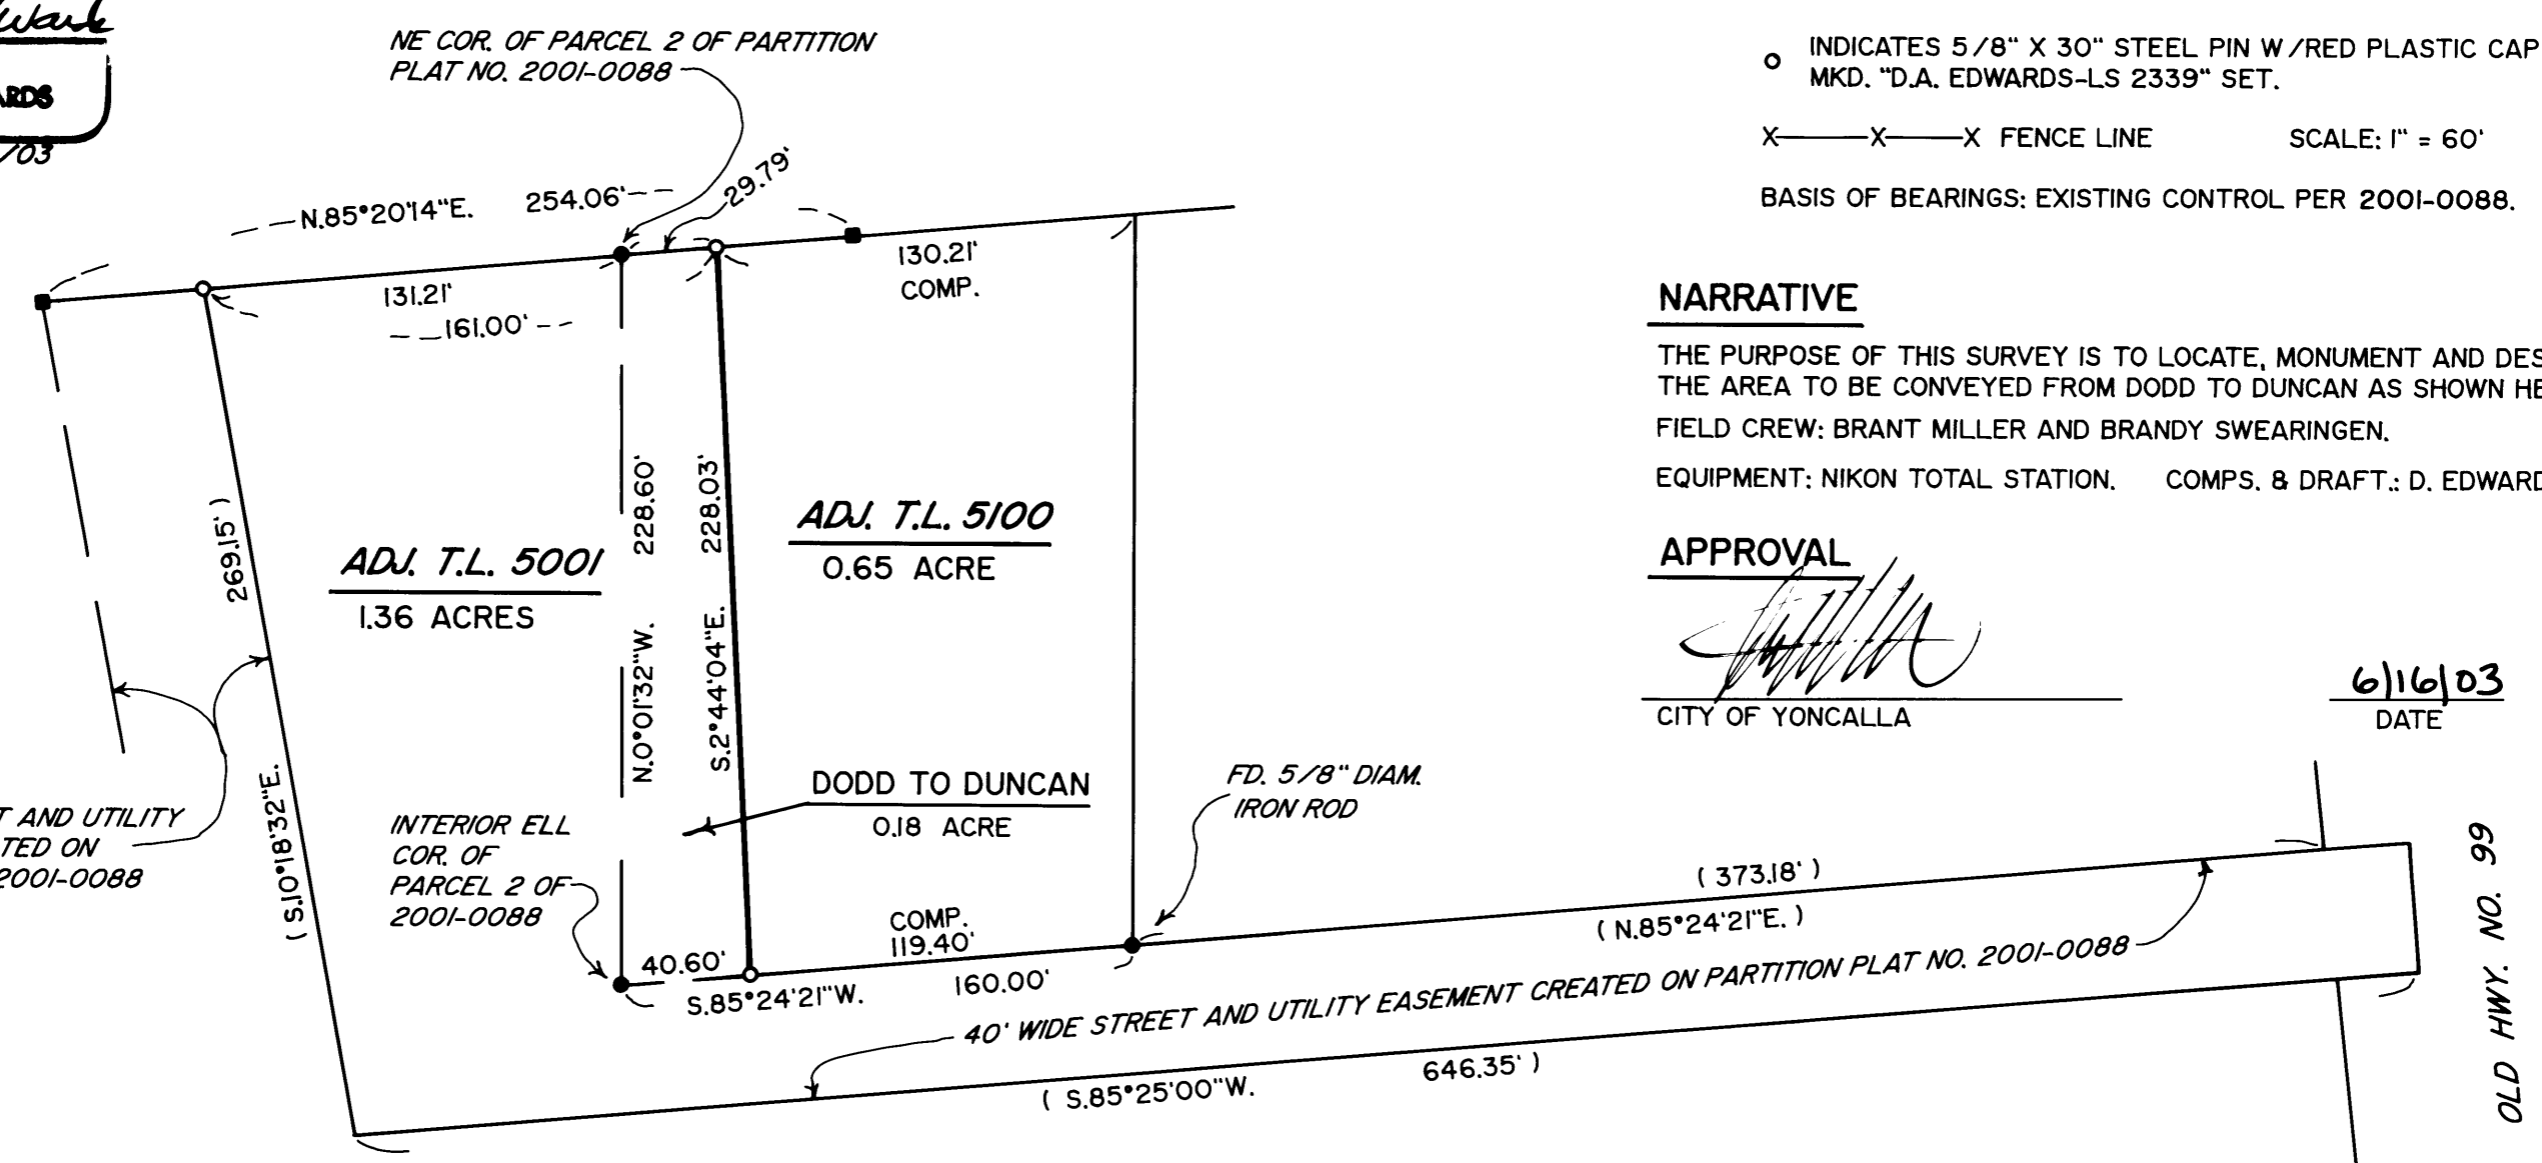 NE COR. OF PARCEL 2 OF PARTITION
PLAT NO. 2001-0088
/03
N.85°20'14"E. 254.06'
29.79'
131.21'
161.00'
130.21'
COMP.
269.15' )
( S.10°18'32"E.
ADJ. T.L. 5001
1.36 ACRES
N.0°01'32"W. 228.60'
S.2°44'04"E. 228.03'
ADJ. T.L. 5100
0.65 ACRE
DODD TO DUNCAN
0.18 ACRE
AND UTILITY
ON
2001-0088
INTERIOR ELL
COR. OF
PARCEL 2 OF
2001-0088
FD. 5/8" DIAM.
IRON ROD
COMP.
119.40'
40.60'
S.85°24'21"W.
160.00'
( 373.18' )
( N.85°24'21"E. )
40' WIDE STREET AND UTILITY EASEMENT CREATED ON PARTITION PLAT NO. 2001-0088
( S.85°25'00"W. 646.35' )
OLD HWY. NO. 99
INDICATES 5/8" X 30" STEEL PIN W/RED PLASTIC CAP
MKD. "D.A. EDWARDS-LS 2339" SET.
X———X———X FENCE LINE SCALE: 1" = 60'
BASIS OF BEARINGS: EXISTING CONTROL PER 2001-0088.
NARRATIVE
THE PURPOSE OF THIS SURVEY IS TO LOCATE, MONUMENT AND DES
THE AREA TO BE CONVEYED FROM DODD TO DUNCAN AS SHOWN HE
FIELD CREW: BRANT MILLER AND BRANDY SWEARINGEN.
EQUIPMENT: NIKON TOTAL STATION. COMPS. & DRAFT.: D. EDWARD
APPROVAL
CITY OF YONCALLA
6/16/03
DATE